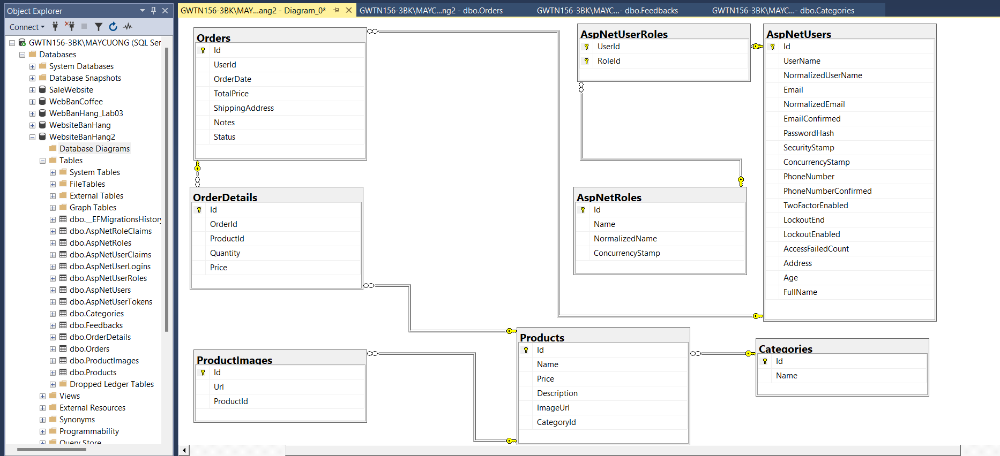 Object Explorer
Connect
GWTN156-3BK\MAYCUONG (SQL Ser
Databases
System Databases
Database Snapshots
SaleWebsite
WebBanCoffee
WebBanHang_Lab03
WebsiteBanHang
WebsiteBanHang2
Database Diagrams
Tables
System Tables
FileTables
External Tables
Graph Tables
dbo.__EFMigrationsHistory
dbo.AspNetRoleClaims
dbo.AspNetRoles
dbo.AspNetUserClaims
dbo.AspNetUserLogins
dbo.AspNetUserRoles
dbo.AspNetUsers
dbo.AspNetUserTokens
dbo.Categories
dbo.Feedbacks
dbo.OrderDetails
dbo.Orders
dbo.ProductImages
dbo.Products
Dropped Ledger Tables
Views
External Resources
Synonyms
Programmability
Query Store
GWTN156-3BK\MAY...ang2 - Diagram_0*
GWTN156-3BK\MAYC...ng2 - dbo.Orders
GWTN156-3BK\MAYC...- dbo.Feedbacks
GWTN156-3BK\MAYC...- dbo.Categories
Orders
Id
UserId
OrderDate
TotalPrice
ShippingAddress
Notes
Status
OrderDetails
Id
OrderId
ProductId
Quantity
Price
ProductImages
Id
Url
ProductId
AspNetUserRoles
UserId
RoleId
AspNetRoles
Id
Name
NormalizedName
ConcurrencyStamp
Products
Id
Name
Price
Description
ImageUrl
CategoryId
AspNetUsers
Id
UserName
NormalizedUserName
Email
NormalizedEmail
EmailConfirmed
PasswordHash
SecurityStamp
ConcurrencyStamp
PhoneNumber
PhoneNumberConfirmed
TwoFactorEnabled
LockoutEnd
LockoutEnabled
AccessFailedCount
Address
Age
FullName
Categories
Id
Name